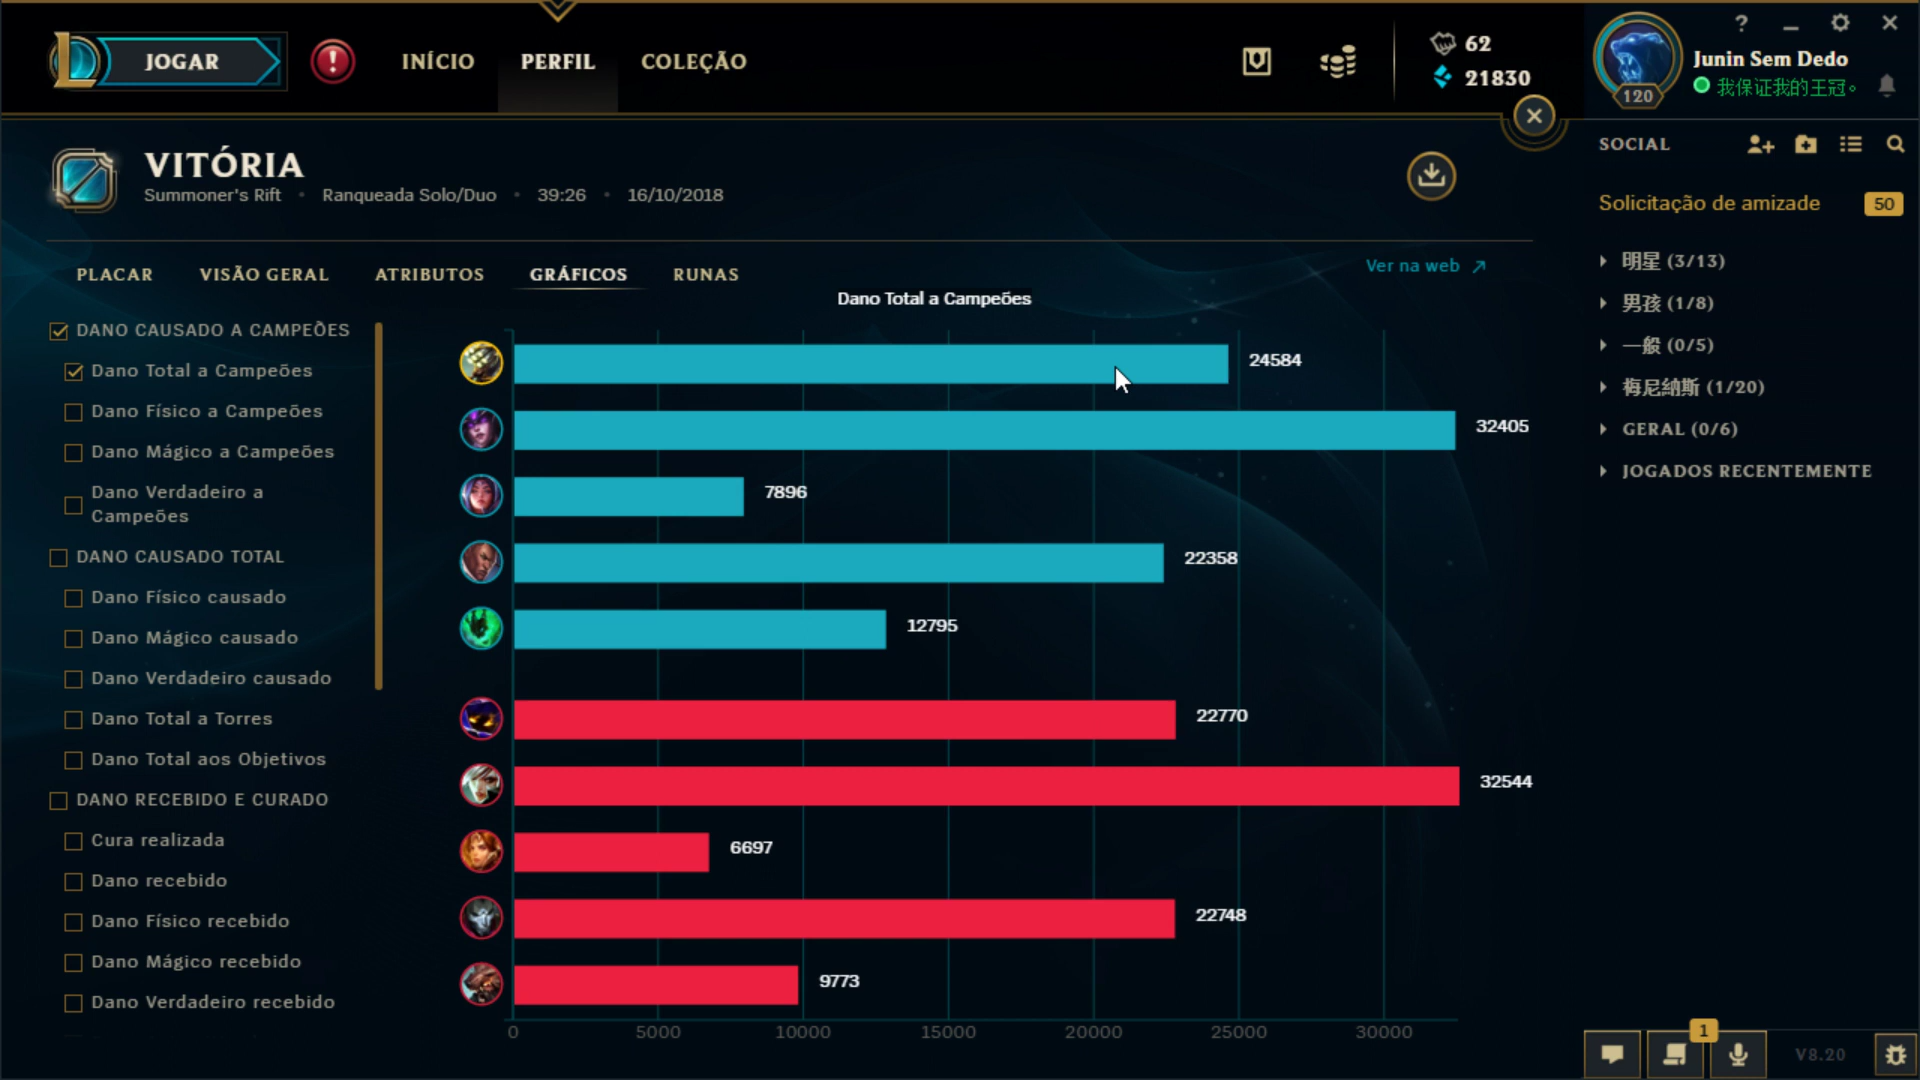 JOGAR
INÍCIO
PERFIL
COLEÇÃO
62
21830
120
Junin Sem Dedo
我保证我的王冠。
VITÓRIA
Summoner's Rift • Ranqueada Solo/Duo • 39:26 • 16/10/2018
PLACAR
VISÃO GERAL
ATRIBUTOS
GRÁFICOS
RUNAS
Ver na web
DANO CAUSADO A CAMPEÕES
Dano Total a Campeões
Dano Físico a Campeões
Dano Mágico a Campeões
Dano Verdadeiro a
Campeões
DANO CAUSADO TOTAL
Dano Físico causado
Dano Mágico causado
Dano Verdadeiro causado
Dano Total a Torres
Dano Total aos Objetivos
DANO RECEBIDO E CURADO
Cura realizada
Dano recebido
Dano Físico recebido
Dano Mágico recebido
Dano Verdadeiro recebido
Dano Total a Campeões
24584
32405
7896
22358
12795
22770
32544
6697
22748
9773
0 5000 10000 15000 20000 25000 30000
SOCIAL
Solicitação de amizade 50
明星 (3/13)
男孩 (1/8)
一般 (0/5)
梅尼納斯 (1/20)
GERAL (0/6)
JOGADOS RECENTEMENTE
1
V8.20